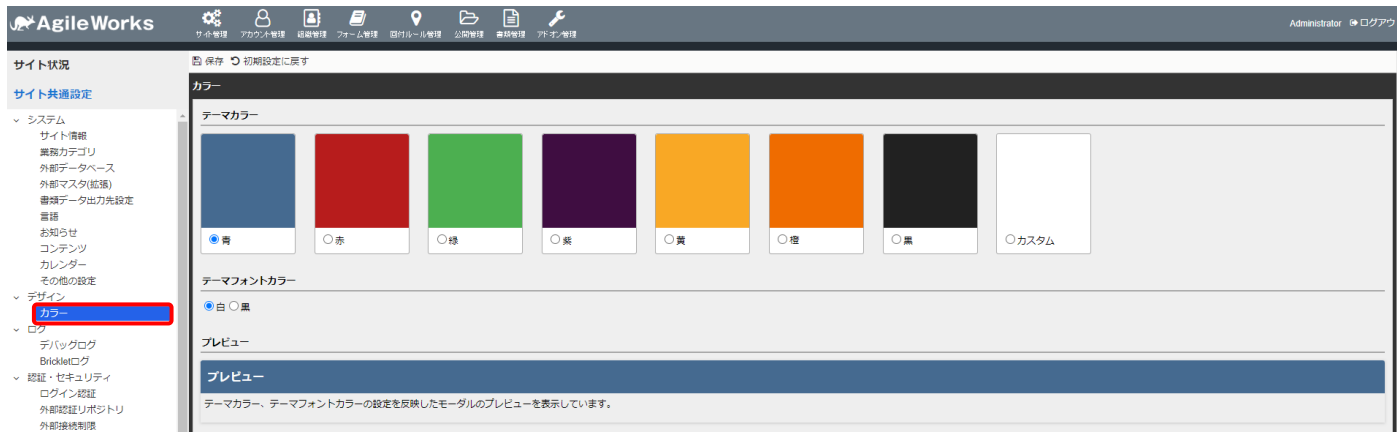 AgileWorks
サイト管理 アカウント管理 組織管理 フォーム管理 回付ルール管理 公開管理 書類管理 アドオン管理
Administrator ログアウ
サイト状況
サイト共通設定
システム
サイト情報
業務カテゴリ
外部データベース
外部マスタ(拡張)
書類データ出力先設定
言語
お知らせ
コンテンツ
カレンダー
その他の設定
デザイン
カラー
ログ
デバッグログ
Brickletログ
認証・セキュリティ
ログイン認証
外部認証リポジトリ
外部接続制限
保存 初期設定に戻す
カラー
テーマカラー
青 赤 緑 紫 黄 橙 黒 カスタム
テーマフォントカラー
白 黒
プレビュー
プレビュー
テーマカラー、テーマフォントカラーの設定を反映したモーダルのプレビューを表示しています。